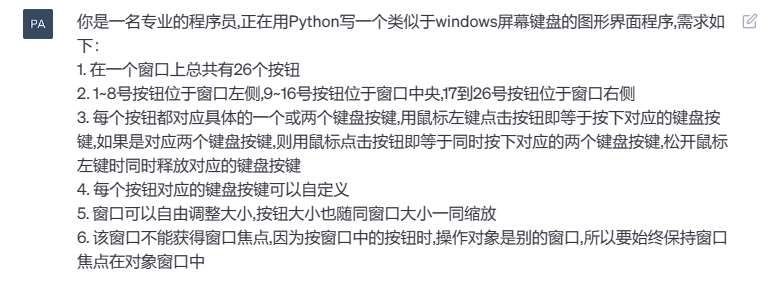 PA
你是一名专业的程序员,正在用Python写一个类似于windows屏幕键盘的图形界面程序,需求如
下：
1. 在一个窗口上总共有26个按钮
2. 1~8号按钮位于窗口左侧,9~16号按钮位于窗口中央,17到26号按钮位于窗口右侧
3. 每个按钮都对应具体的一个或两个键盘按键,用鼠标左键点击按钮即等于按下对应的键盘按
键,如果是对应两个键盘按键,则用鼠标点击按钮即等于同时按下对应的两个键盘按键,松开鼠标
左键时同时释放对应的键盘按键
4. 每个按钮对应的键盘按键可以自定义
5. 窗口可以自由调整大小,按钮大小也随同窗口大小一同缩放
6. 该窗口不能获得窗口焦点,因为按窗口中的按钮时,操作对象是别的窗口,所以要始终保持窗口
焦点在对象窗口中